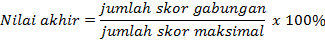 Nilai akhir = jumlah skor gabungan / jumlah skor maksimal x 100%